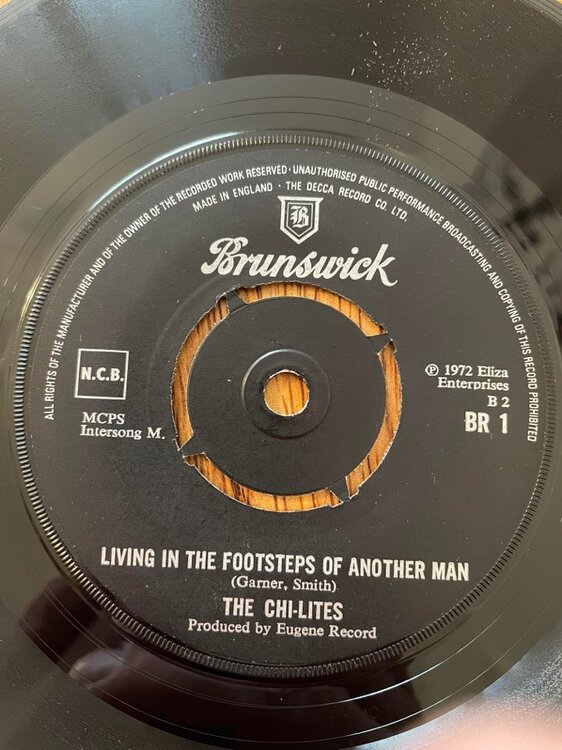 ALL RIGHTS OF THE MANUFACTURER AND OF THE OWNER OF THE RECORDED WORK RESERVED · UNAUTHORISED PUBLIC PERFORMANCE BROADCASTING AND COPYING OF THIS RECORD PROHIBITED
MADE IN ENGLAND · THE DECCA RECORD CO. LTD.
B
Brunswick
N.C.B.
MCPS
Intersong M.
℗ 1972 Eliza
Enterprises
B 2
BR 1
LIVING IN THE FOOTSTEPS OF ANOTHER MAN
(Garner, Smith)
THE CHI-LITES
Produced by Eugene Record